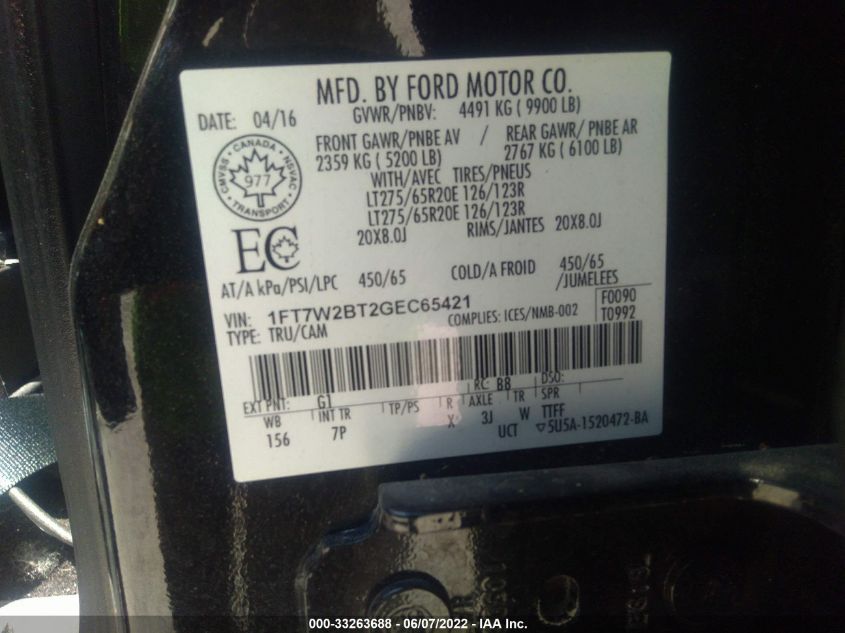 MFD. BY FORD MOTOR CO.
DATE: 04/16
GVWR/PNBV: 4491 KG ( 9900 LB)
FRONT GAWR/PNBE AV / REAR GAWR/ PNBE AR
2359 KG ( 5200 LB) 2767 KG ( 6100 LB)
WITH/AVEC TIRES/PNEUS
LT275/65R20E 126/123R
LT275/65R20E 126/123R
20X8.0J RIMS/JANTES 20X8.0J
CMVSS • CANADA • NSVAC • TRANSPORT
977
EC
AT/A kPa/PSI/LPC 450/65 COLD/A FROID 450/65
/JUMELEES
VIN: 1FT7W2BT2GEC65421
TYPE: TRU/CAM
COMPLIES: ICES/NMB-002
F0090
T0992
EXT PNT: G1 RC: B8 DSO:
WB INT TR TP/PS R AXLE TR SPR
156 7P X 3J W TTFF
UCT 5U5A-1520472-BA
000-33263688 - 06/07/2022 - IAA Inc.